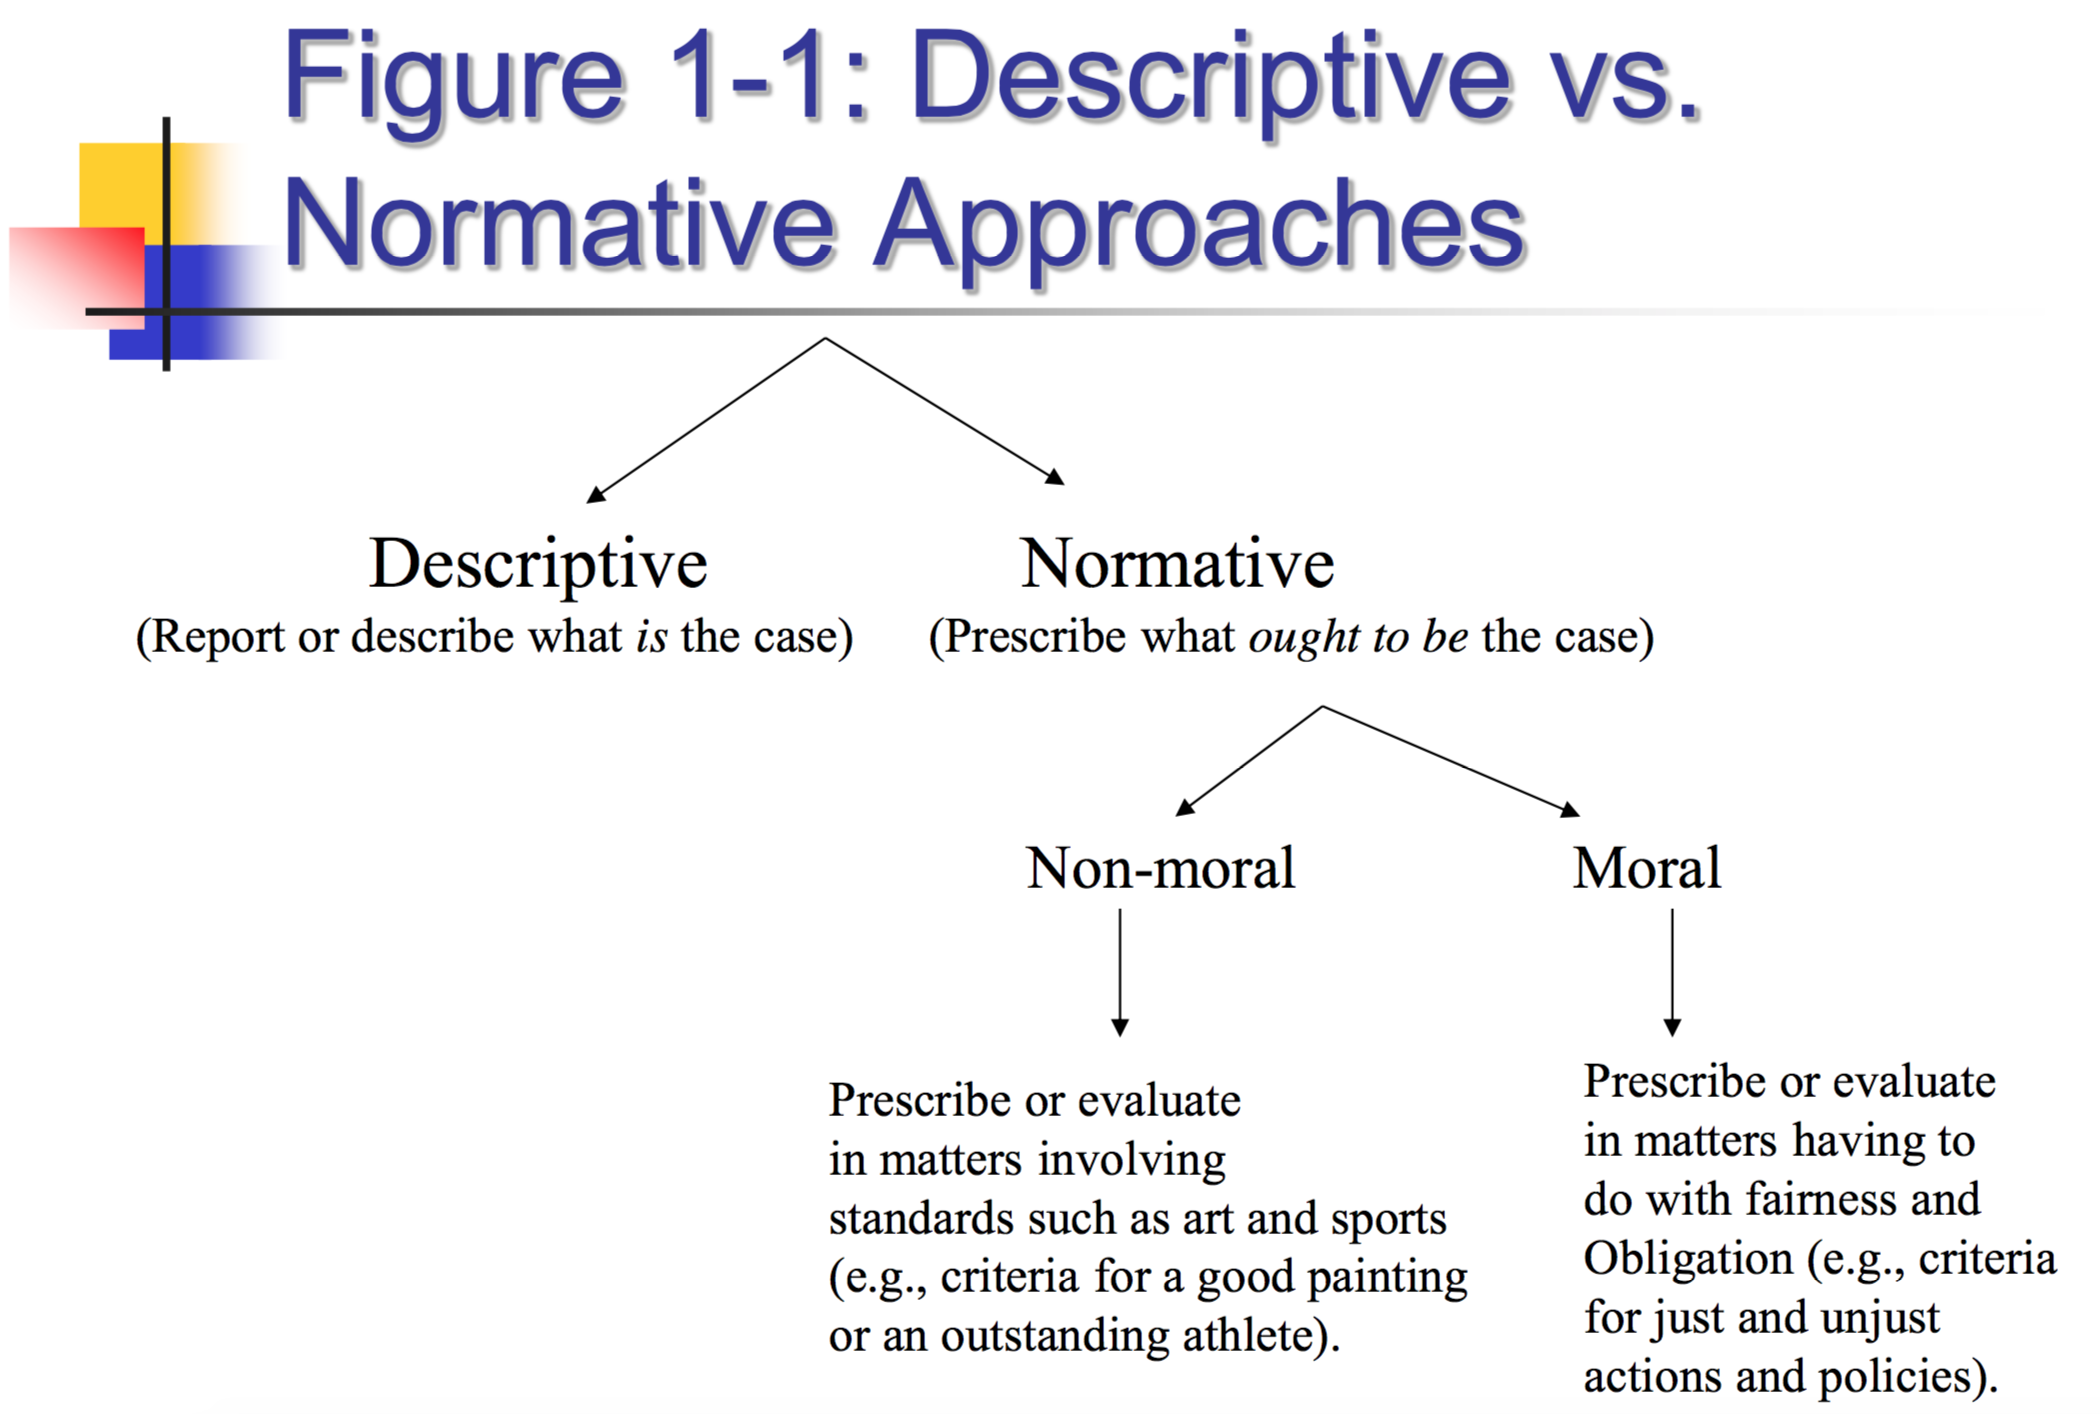 Figure 1-1: Descriptive vs.
Normative Approaches
Descriptive
(Report or describe what is the case)
Normative
(Prescribe what ought to be the case)
Non-moral
Prescribe or evaluate
in matters involving
standards such as art and sports
(e.g., criteria for a good painting
or an outstanding athlete).
Moral
Prescribe or evaluate
in matters having to
do with fairness and
Obligation (e.g., criteria
for just and unjust
actions and policies).